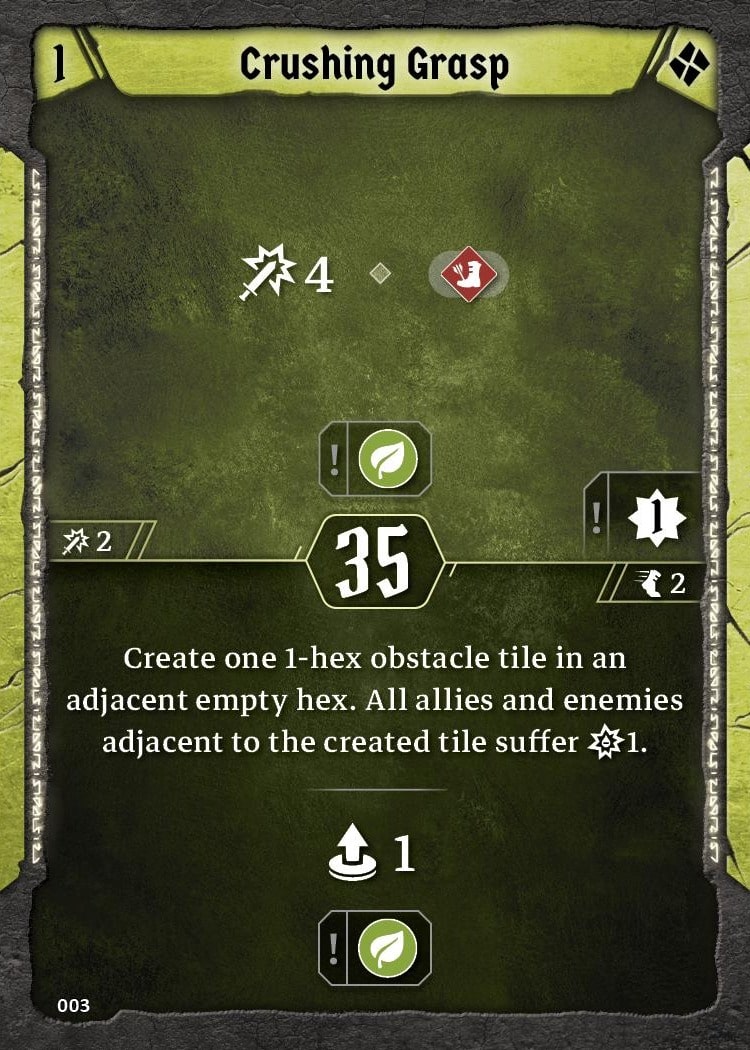 1
Crushing Grasp
4
!
!
1
2
35
2
Create one 1-hex obstacle tile in an
adjacent empty hex. All allies and enemies
adjacent to the created tile suffer 1.
1
!
003